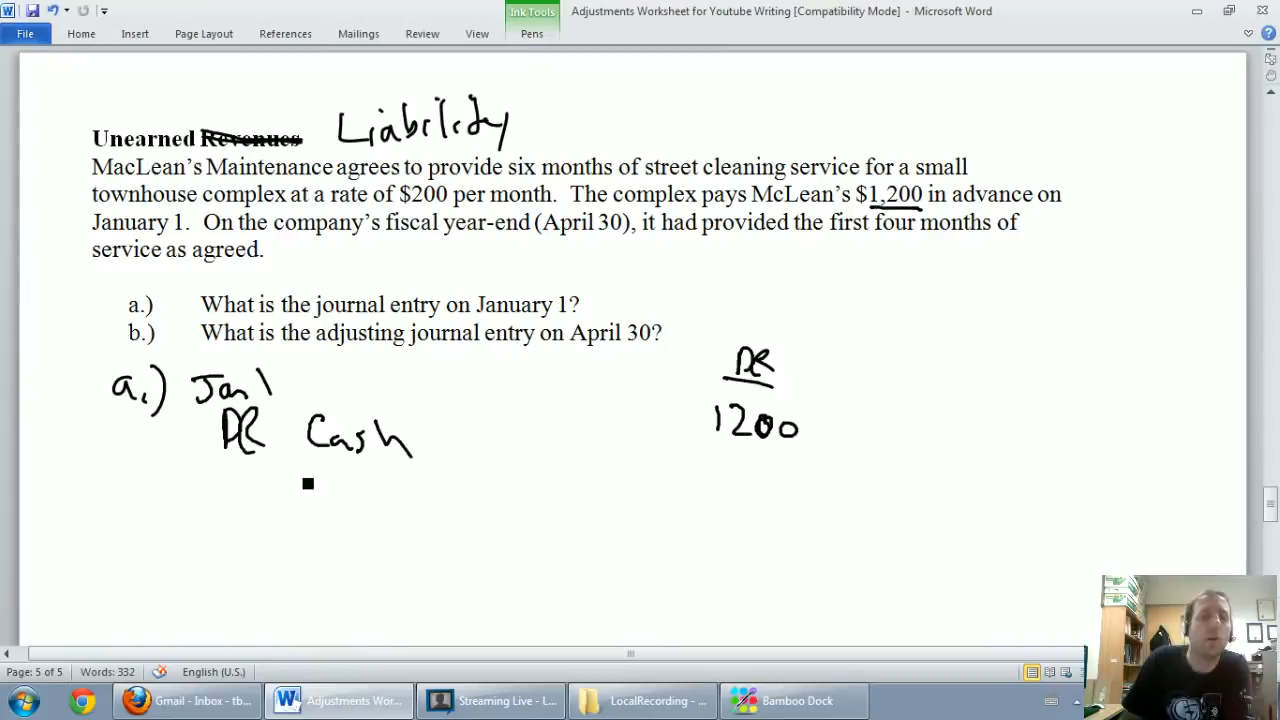 Ink Tools
Adjustments Worksheet for Youtube Writing [Compatibility Mode] - Microsoft Word
File Home Insert Page Layout References Mailings Review View Pens
Liability
Unearned Revenues
MacLean's Maintenance agrees to provide six months of street cleaning service for a small
townhouse complex at a rate of $200 per month. The complex pays McLean's $1,200 in advance on
January 1. On the company's fiscal year-end (April 30), it had provided the first four months of
service as agreed.
a.) What is the journal entry on January 1?
b.) What is the adjusting journal entry on April 30?
DR
a.) Jan 1
DR Cash 1200
Page: 5 of 5 Words: 332 English (U.S.)
Gmail - Inbox - tb... Adjustments Wor... Streaming Live - L... LocalRecording - ... Bamboo Dock